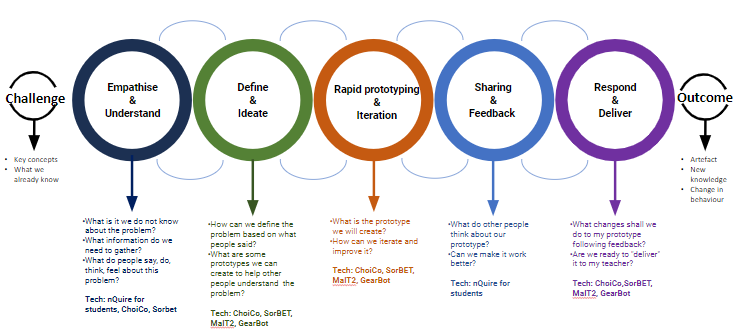 Challenge
• Key concepts
• What we
already know
Empathise
&
Understand
•What is it we do not know
about the problem?
•What information do we
need to gather?
•What do people say, do,
think, feel about this
problem?
Tech: nQuire for
students, ChoiCo, Sorbet
Define
&
Ideate
•How can we define the
problem based on what
people said?
•What are some
prototypes we can
create to help other
people understand the
problem?
Tech: ChoiCo, SorBET,
MaIT2, GearBot
Rapid prototyping
&
Iteration
•What is the prototype
we will create?
•How can we iterate and
improve it?
Tech: ChoiCo, SorBET,
MaIT2, GearBot
Sharing
&
Feedback
•What do other people
think about our
prototype?
•Can we make it work
better?
Tech: nQuire for
students
Respond
&
Deliver
•What changes shall we
do to my prototype
following feedback?
•Are we ready to 'deliver'
it to my teacher?
Tech: ChoiCo,SorBET,
MaIT2, GearBot
Outcome
• Artefact
• New
knowledge
• Change in
behaviour